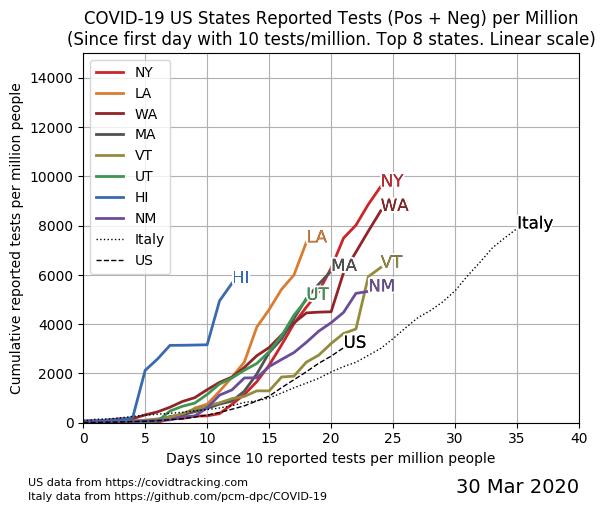 COVID-19 US States Reported Tests (Pos + Neg) per Million
(Since first day with 10 tests/million. Top 8 states. Linear scale)
Cumulative reported tests per million people
14000
12000
10000
8000
6000
4000
2000
0
NY
LA
WA
MA
VT
UT
HI
NM
Italy
US
NY
WA
Italy
LA
MA
VT
HI
NM
UT
US
0 5 10 15 20 25 30 35 40
Days since 10 reported tests per million people
US data from https://covidtracking.com
Italy data from https://github.com/pcm-dpc/COVID-19
30 Mar 2020